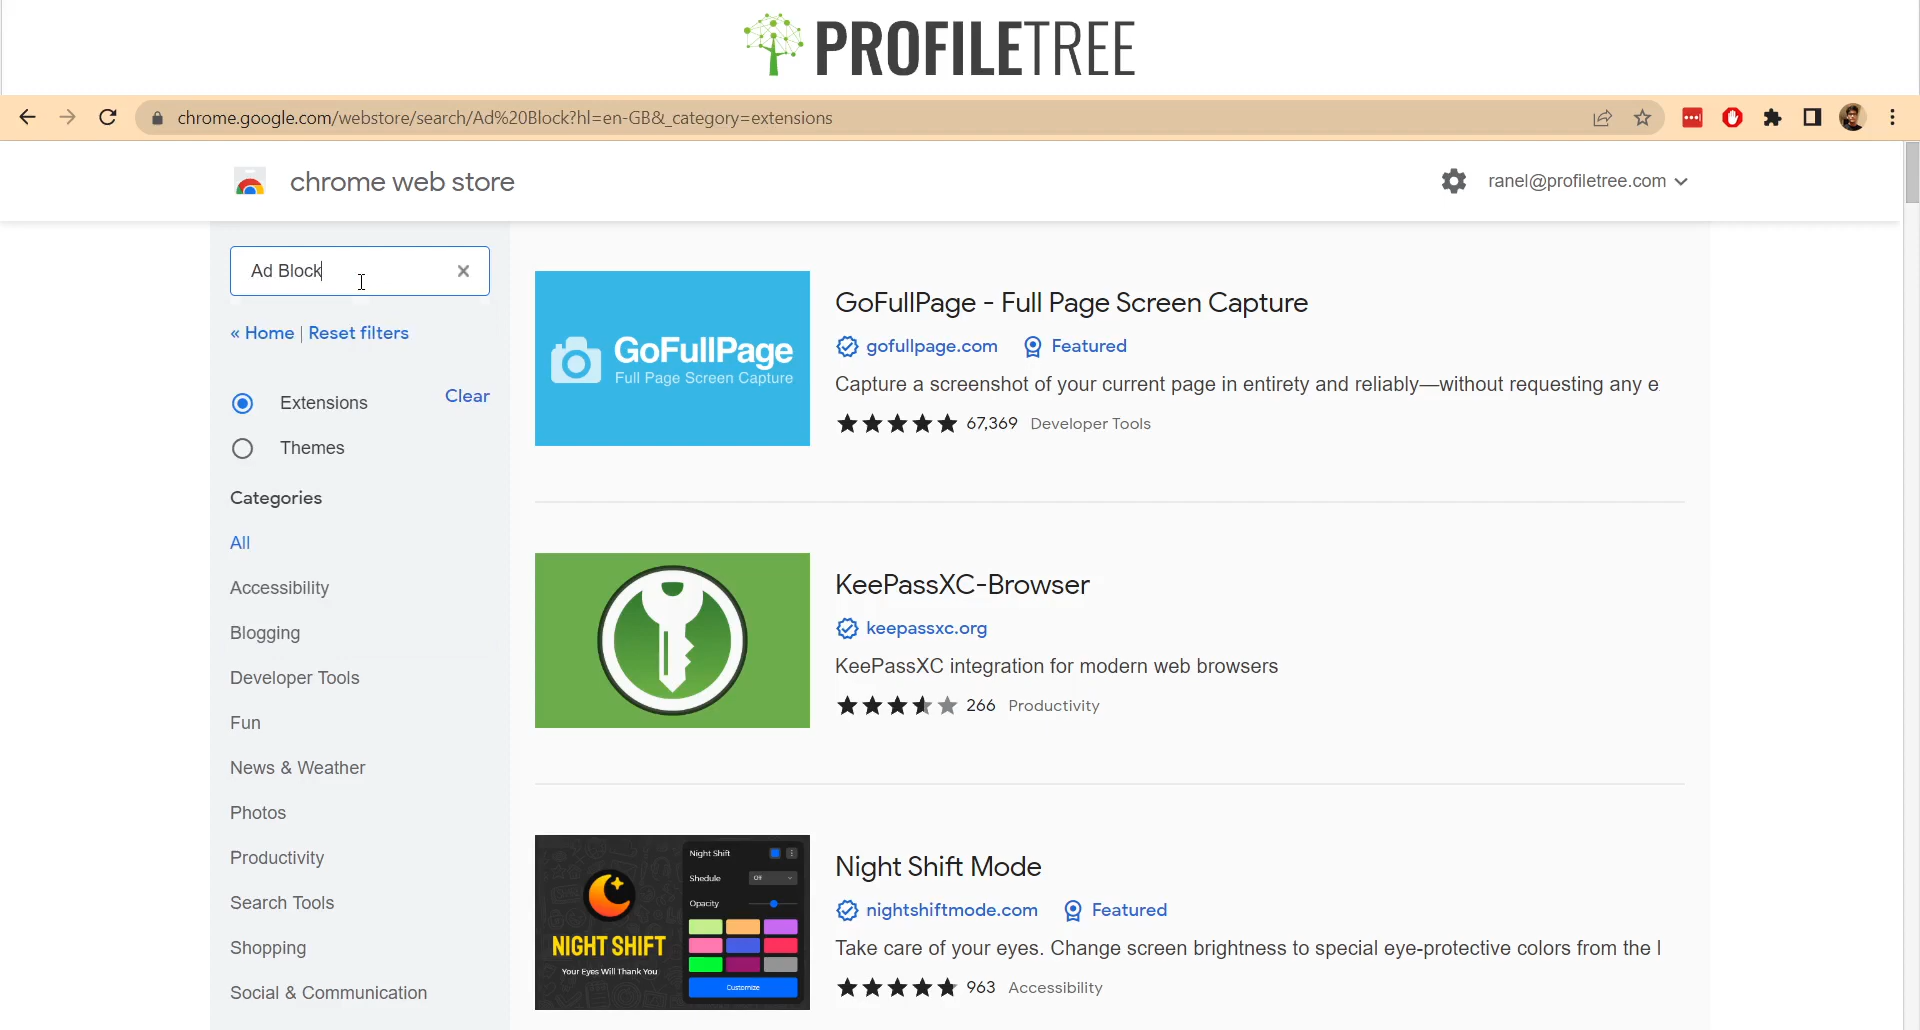 PROFILETREE
chrome.google.com/webstore/search/Ad%20Block?hl=en-GB&_category=extensions
chrome web store
ranel@profiletree.com
Ad Block
« Home | Reset filters
Extensions
Clear
Themes
Categories
All
Accessibility
Blogging
Developer Tools
Fun
News & Weather
Photos
Productivity
Search Tools
Shopping
Social & Communication
GoFullPage
Full Page Screen Capture
GoFullPage - Full Page Screen Capture
gofullpage.com Featured
Capture a screenshot of your current page in entirety and reliably—without requesting any e
67,369 Developer Tools
KeePassXC-Browser
keepassxc.org
KeePassXC integration for modern web browsers
266 Productivity
Night Shift
Shedule Off
Opacity
NIGHT SHIFT
Your Eyes Will Thank You
Customize
Night Shift Mode
nightshiftmode.com Featured
Take care of your eyes. Change screen brightness to special eye-protective colors from the l
963 Accessibility